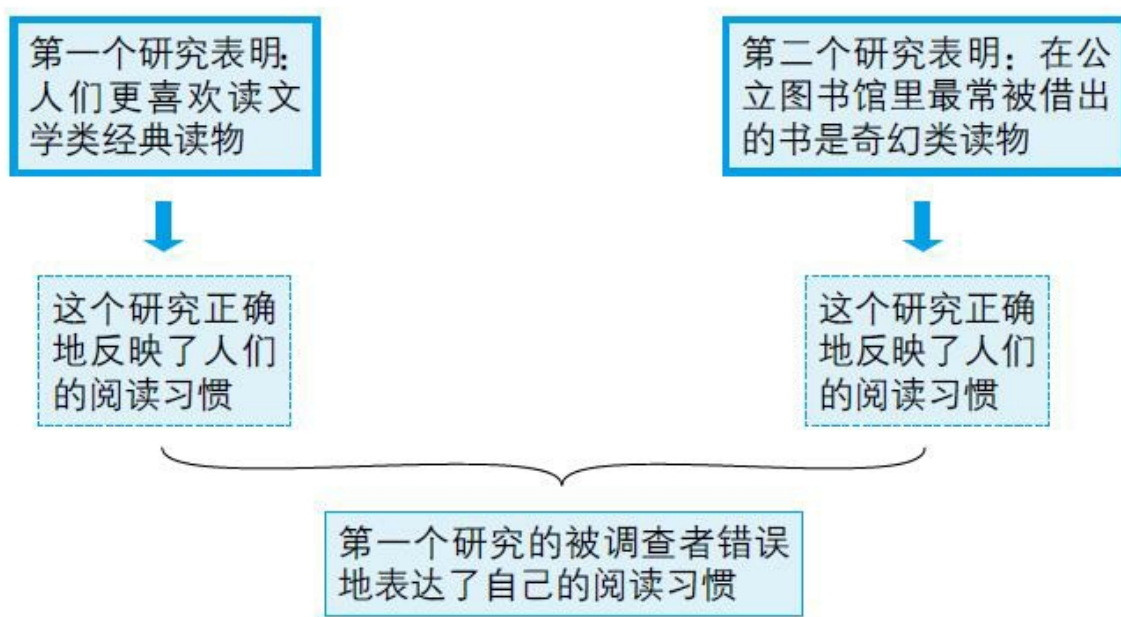 第一个研究表明:
人们更喜欢读文
学类经典读物
第二个研究表明：在公
立图书馆里最常被借出
的书是奇幻类读物
这个研究正确
地反映了人们
的阅读习惯
这个研究正确
地反映了人们
的阅读习惯
第一个研究的被调查者错误
地表达了自己的阅读习惯